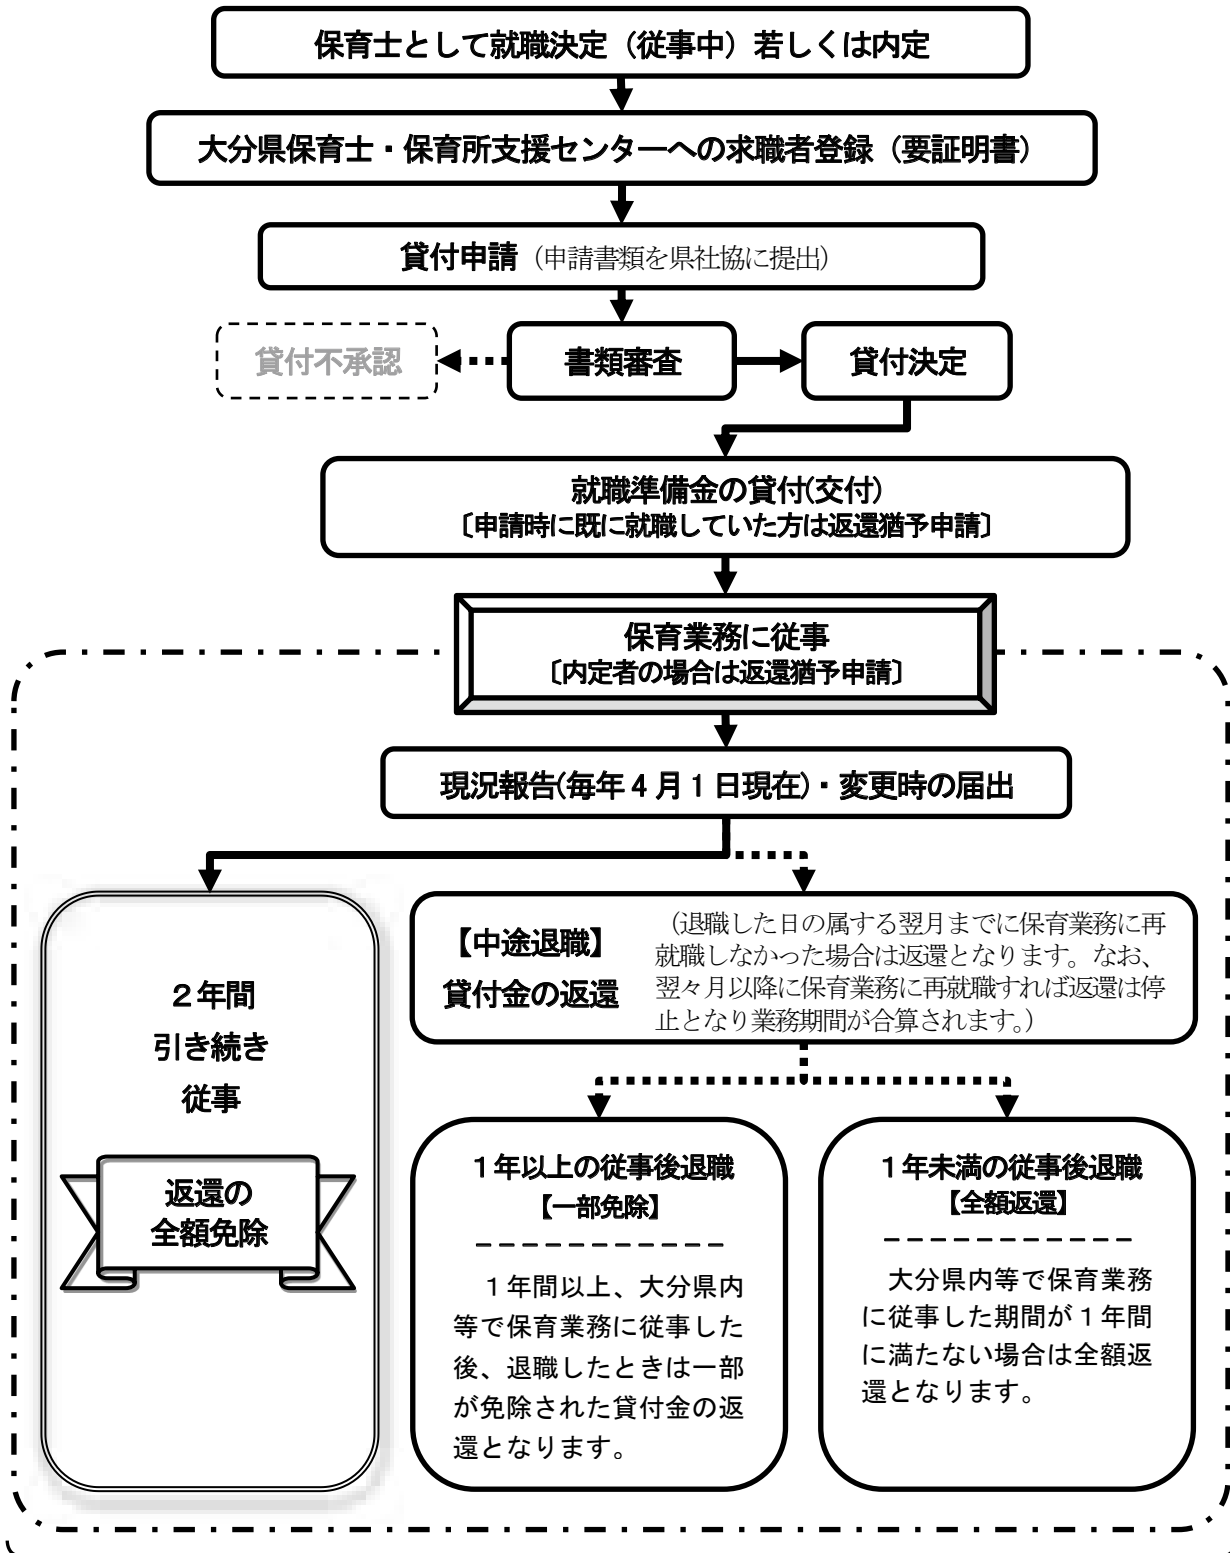 保育士として就職決定（従事中）若しくは内定
大分県保育士・保育所支援センターへの求職者登録（要証明書）
貸付申請（申請書類を県社協に提出）
貸付不承認
書類審査
貸付決定
就職準備金の貸付(交付)
〔申請時に既に就職していた方は返還猶予申請〕
保育業務に従事
〔内定者の場合は返還猶予申請〕
現況報告(毎年４月１日現在)・変更時の届出
２年間
引き続き
従事
返還の
全額免除
【中途退職】
貸付金の返還
（退職した日の属する翌月までに保育業務に再
就職しなかった場合は返還となります。なお、
翌々月以降に保育業務に再就職すれば返還は停
止となり業務期間が合算されます。）
１年以上の従事後退職
【一部免除】
１年間以上、大分県内
等で保育業務に従事した
後、退職したときは一部
が免除された貸付金の返
還となります。
１年未満の従事後退職
【全額返還】
大分県内等で保育業務
に従事した期間が１年間
に満たない場合は全額返
還となります。